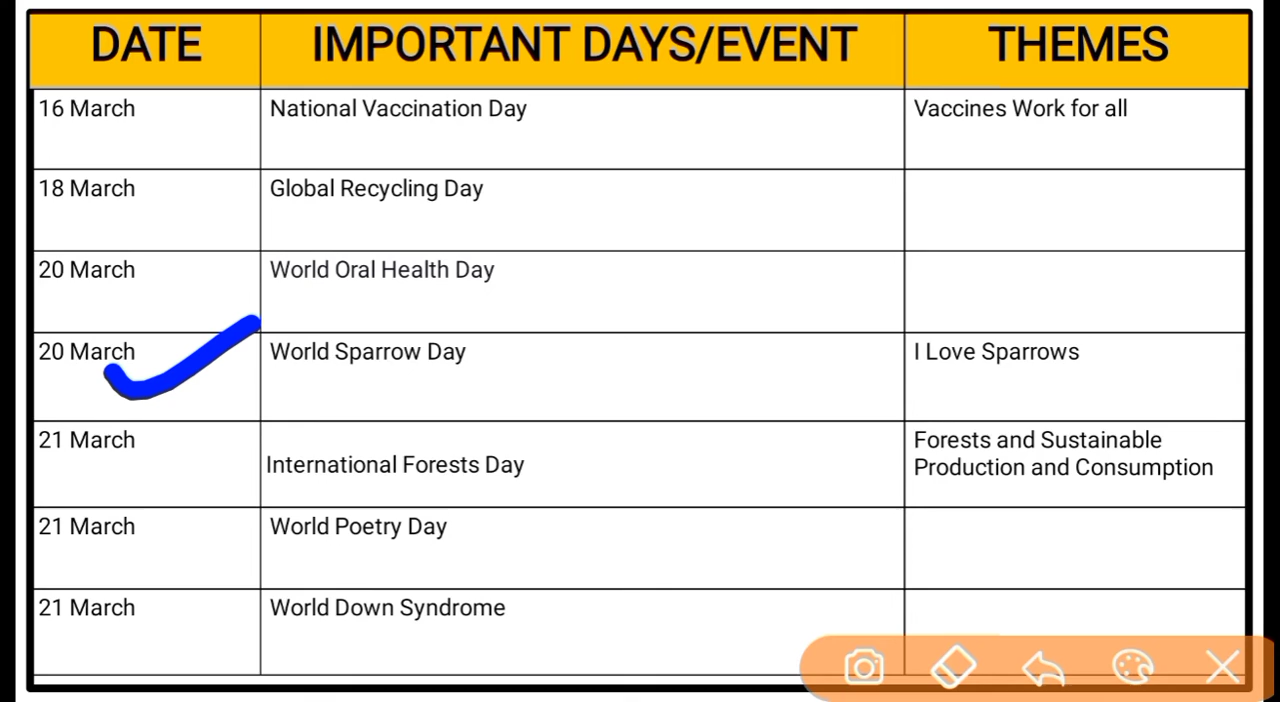 DATE IMPORTANT DAYS/EVENT THEMES
16 March National Vaccination Day Vaccines Work for all
18 March Global Recycling Day
20 March World Oral Health Day
20 March World Sparrow Day I Love Sparrows
21 March International Forests Day Forests and Sustainable
Production and Consumption
21 March World Poetry Day
21 March World Down Syndrome